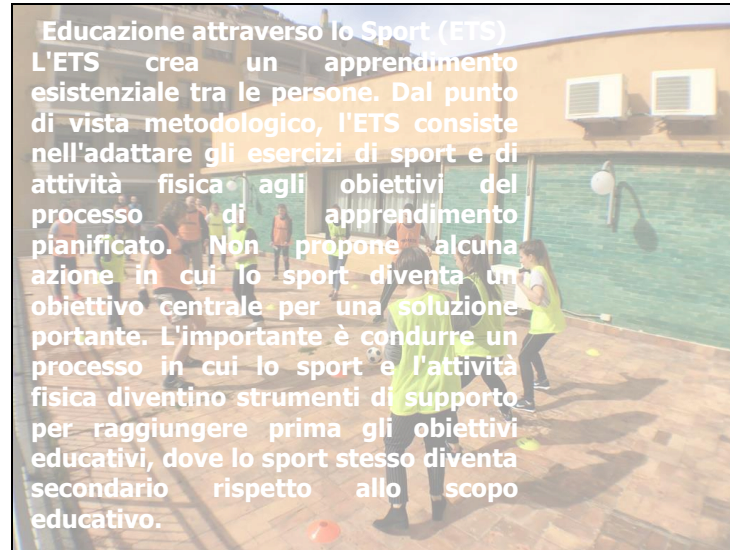 Educazione attraverso lo Sport (ETS)
L'ETS crea un apprendimento
esistenziale tra le persone. Dal punto
di vista metodologico, l'ETS consiste
nell'adattare gli esercizi di sport e di
attività fisica agli obiettivi del
processo di apprendimento
pianificato. Non propone alcuna
azione in cui lo sport diventa un
obiettivo centrale per una soluzione
portante. L'importante è condurre un
processo in cui lo sport e l'attività
fisica diventino strumenti di supporto
per raggiungere prima gli obiettivi
educativi, dove lo sport stesso diventa
secondario rispetto allo scopo
educativo.